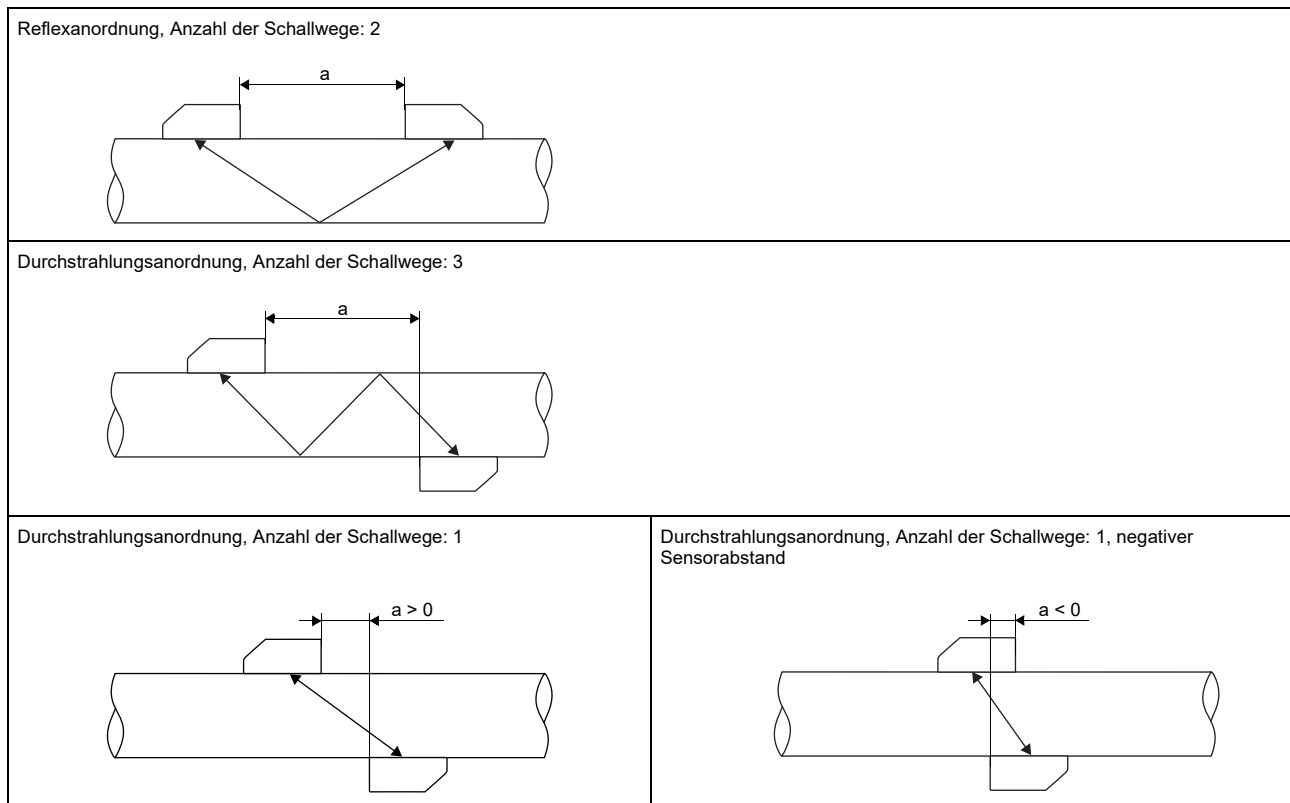 Reflexanordnung, Anzahl der Schallwege: 2
a
Durchstrahlungsanordnung, Anzahl der Schallwege: 3
a
Durchstrahlungsanordnung, Anzahl der Schallwege: 1
a > 0
Durchstrahlungsanordnung, Anzahl der Schallwege: 1, negativer
Sensorabstand
a < 0